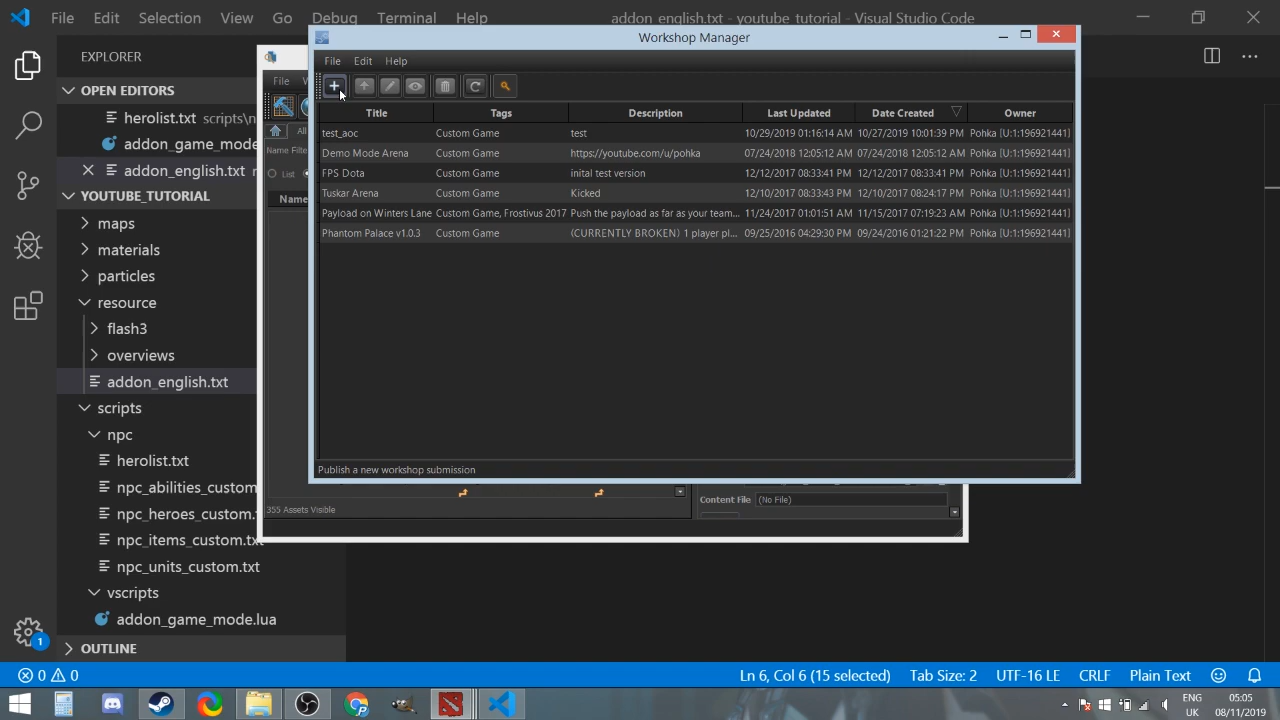 File Edit Selection View Go Debug Terminal Help
addon_english.txt - youtube_tutorial - Visual Studio Code
EXPLORER
OPEN EDITORS
herolist.txt scripts\n
addon_game_mode
addon_english.txt
YOUTUBE_TUTORIAL
maps
materials
particles
resource
flash3
overviews
addon_english.txt
scripts
npc
herolist.txt
npc_abilities_custom
npc_heroes_custom.
npc_items_custom.txt
npc_units_custom.txt
vscripts
addon_game_mode.lua
OUTLINE
File
All
Name Filte
List
Name
355 Assets Visible
Content File (No File)
Workshop Manager
File Edit Help
Title Tags Description Last Updated Date Created Owner
test_aoc Custom Game test 10/29/2019 01:16:14 AM 10/27/2019 10:01:39 PM Pohka [U:1:196921441]
Demo Mode Arena Custom Game https://youtube.com/u/pohka 07/24/2018 12:05:12 AM 07/24/2018 12:05:12 AM Pohka [U:1:196921441]
FPS Dota Custom Game inital test version 12/12/2017 08:33:41 PM 12/12/2017 08:33:41 PM Pohka [U:1:196921441]
Tuskar Arena Custom Game Kicked 12/10/2017 08:33:43 PM 12/10/2017 08:24:17 PM Pohka [U:1:196921441]
Payload on Winters Lane Custom Game, Frostivus 2017 Push the payload as far as your team... 11/24/2017 01:01:51 AM 11/15/2017 07:19:23 AM Pohka [U:1:196921441]
Phantom Palace v1.0.3 Custom Game (CURRENTLY BROKEN) 1 player pl... 09/25/2016 04:29:30 PM 09/24/2016 01:21:22 PM Pohka [U:1:196921441]
Publish a new workshop submission
0 0 Ln 6, Col 6 (15 selected) Tab Size: 2 UTF-16 LE CRLF Plain Text
1
ENG
UK
05:05
08/11/2019